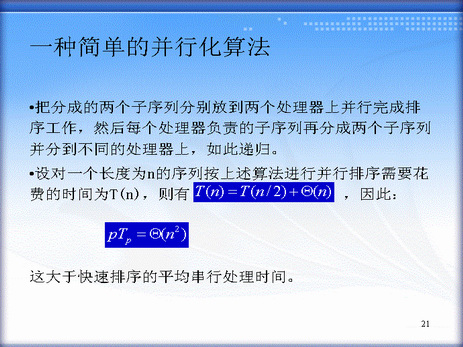 一种简单的并行化算法
•把分成的两个子序列分别放到两个处理器上并行完成排
序工作，然后每个处理器负责的子序列再分成两个子序列
并分到不同的处理器上，如此递归。
•设对一个长度为n的序列按上述算法进行并行排序需要花
费的时间为T(n)，则有 T(n)=T(n/2)+Θ(n) ，因此：
pTₚ=Θ(n²)
这大于快速排序的平均串行处理时间。
21